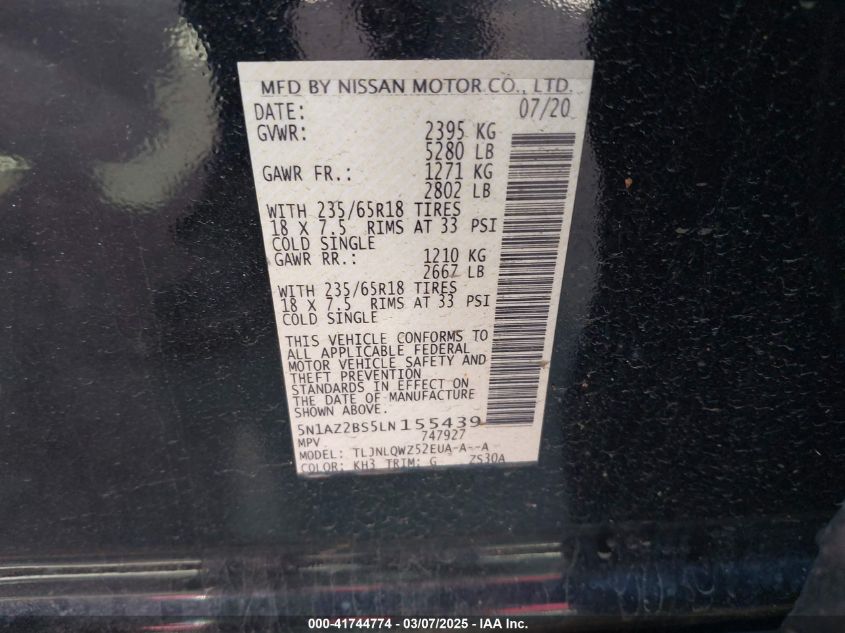 MFD BY NISSAN MOTOR CO., LTD.
DATE: 07/20
GVWR: 2395 KG
5280 LB
GAWR FR.: 1271 KG
2802 LB
WITH 235/65R18 TIRES
18 X 7.5 RIMS AT 33 PSI
COLD SINGLE
GAWR RR.: 1210 KG
2667 LB
WITH 235/65R18 TIRES
18 X 7.5 RIMS AT 33 PSI
COLD SINGLE
THIS VEHICLE CONFORMS TO
ALL APPLICABLE FEDERAL
MOTOR VEHICLE SAFETY AND
THEFT PREVENTION
STANDARDS IN EFFECT ON
THE DATE OF MANUFACTURE
SHOWN ABOVE.
5N1AZ2BS5LN155439
MPV 747927
MODEL: TLJNLQWZ52EUA-A--A
COLOR: KH3 TRIM: G ZS30A
000-41744774 — 03/07/2025 - IAA Inc.